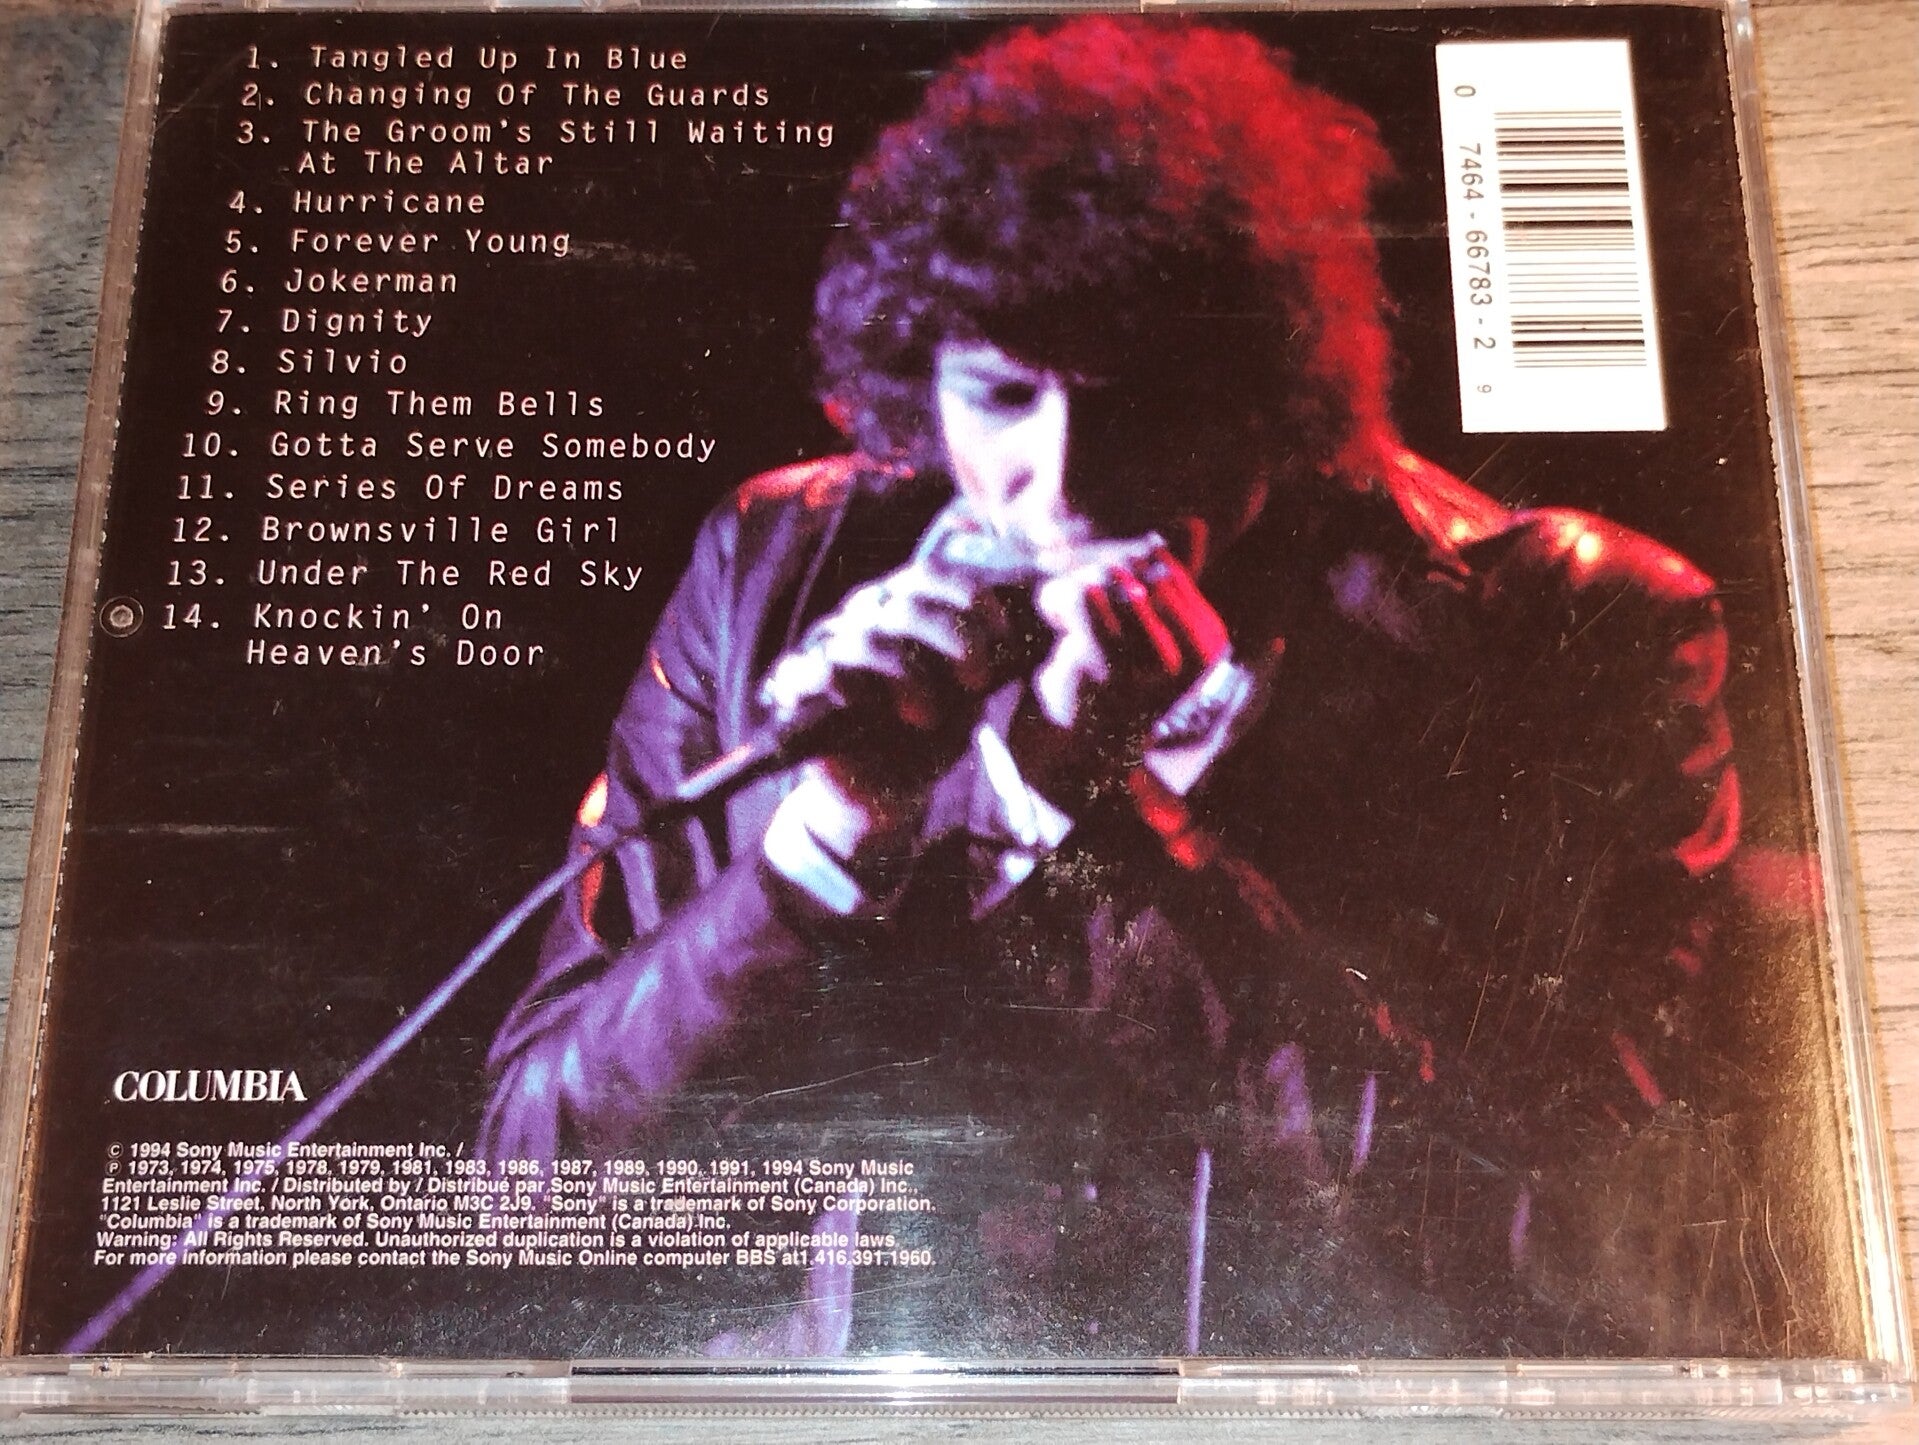 1. Tangled Up In Blue
2. Changing Of The Guards
3. The Groom's Still Waiting
At The Altar
4. Hurricane
5. Forever Young
6. Jokerman
7. Dignity
8. Silvio
9. Ring Them Bells
10. Gotta Serve Somebody
11. Series Of Dreams
12. Brownsville Girl
13. Under The Red Sky
14. Knockin' On
Heaven's Door
0 7464-66783-2 9
COLUMBIA
© 1994 Sony Music Entertainment Inc. /
℗ 1973, 1974, 1975, 1978, 1979, 1981, 1983, 1986, 1987, 1989, 1990, 1991, 1994 Sony Music
Entertainment Inc. / Distributed by / Distribué par Sony Music Entertainment (Canada) Inc.,
1121 Leslie Street, North York, Ontario M3C 2J9. "Sony" is a trademark of Sony Corporation.
"Columbia" is a trademark of Sony Music Entertainment (Canada) Inc.
Warning: All Rights Reserved. Unauthorized duplication is a violation of applicable laws.
For more information please contact the Sony Music Online computer BBS at1.416.391.1960.